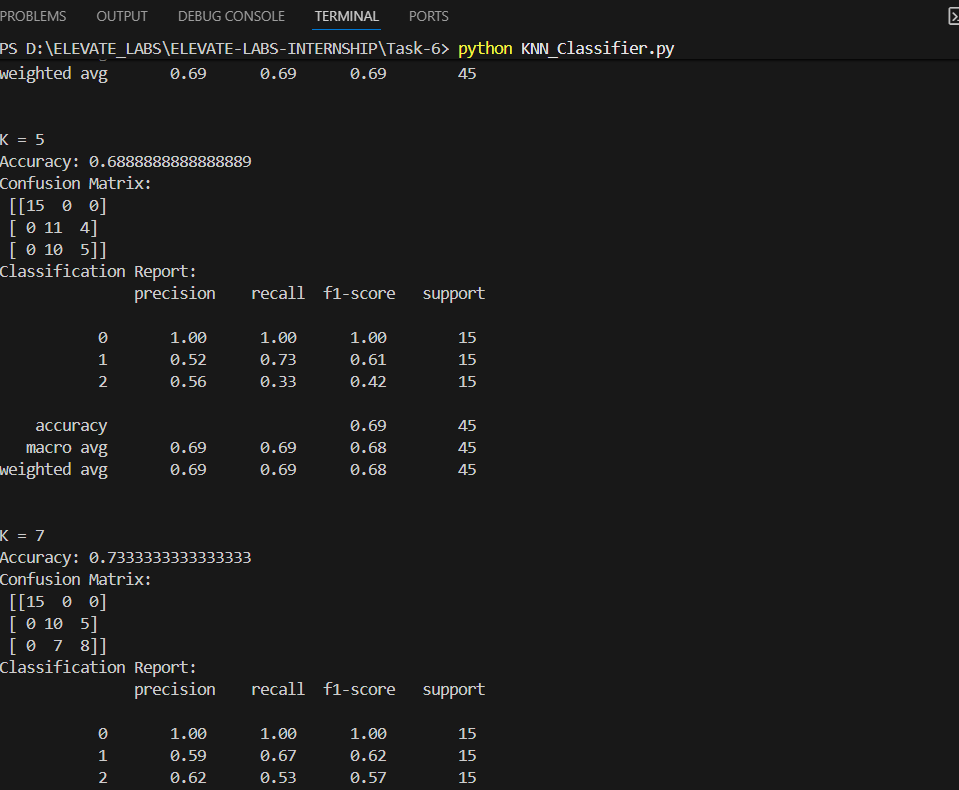 PROBLEMS OUTPUT DEBUG CONSOLE TERMINAL PORTS
PS D:\ELEVATE_LABS\ELEVATE-LABS-INTERNSHIP\Task-6> python KNN_Classifier.py
weighted avg 0.69 0.69 0.69 45
K = 5
Accuracy: 0.6888888888888889
Confusion Matrix:
[[15 0 0]
[ 0 11 4]
[ 0 10 5]]
Classification Report:
precision recall f1-score support
0 1.00 1.00 1.00 15
1 0.52 0.73 0.61 15
2 0.56 0.33 0.42 15
accuracy 0.69 45
macro avg 0.69 0.69 0.68 45
weighted avg 0.69 0.69 0.68 45
K = 7
Accuracy: 0.7333333333333333
Confusion Matrix:
[[15 0 0]
[ 0 10 5]
[ 0 7 8]]
Classification Report:
precision recall f1-score support
0 1.00 1.00 1.00 15
1 0.59 0.67 0.62 15
2 0.62 0.53 0.57 15